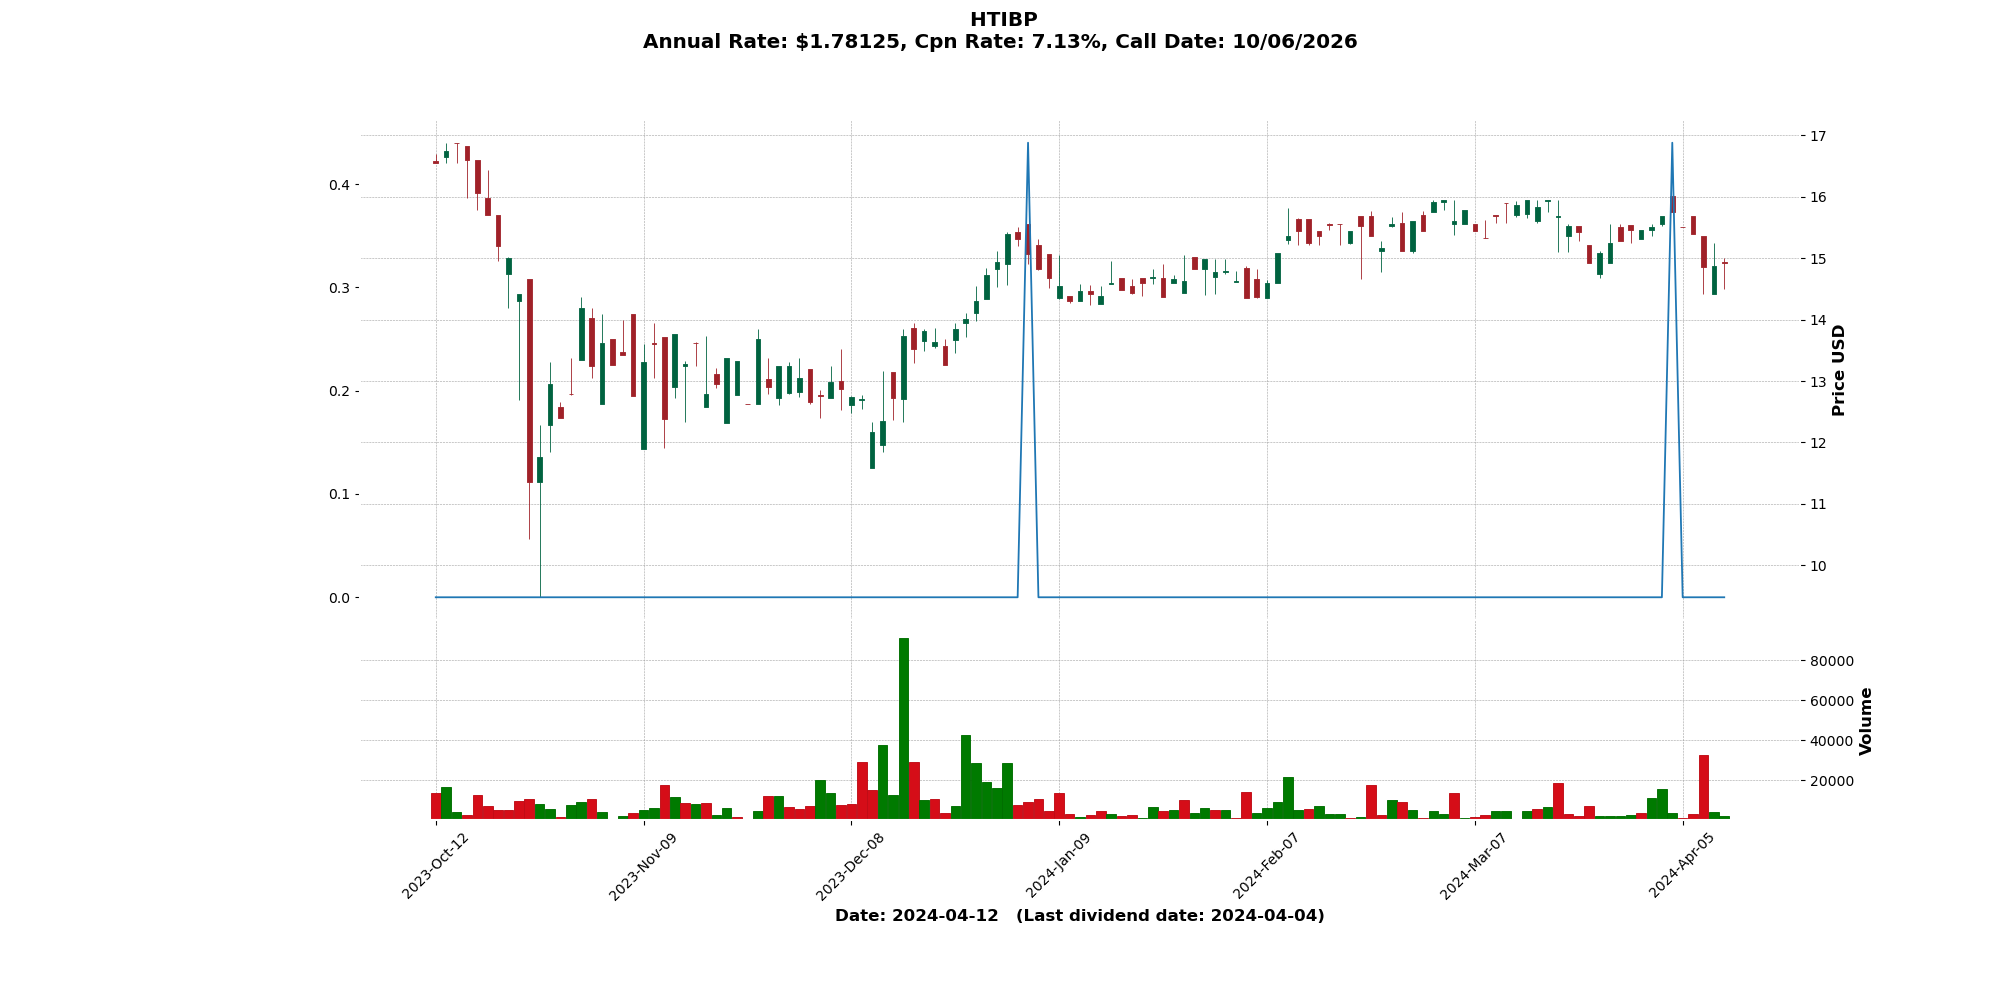 HTIBP
Annual Rate: $1.78125, Cpn Rate: 7.13%, Call Date: 10/06/2026
0.4
0.3
0.2
0.1
0.0
17
16
15
14
13
12
11
10
Price USD
80000
60000
40000
20000
Volume
2023-Oct-12
2023-Nov-09
2023-Dec-08
2024-Jan-09
2024-Feb-07
2024-Mar-07
2024-Apr-05
Date: 2024-04-12   (Last dividend date: 2024-04-04)